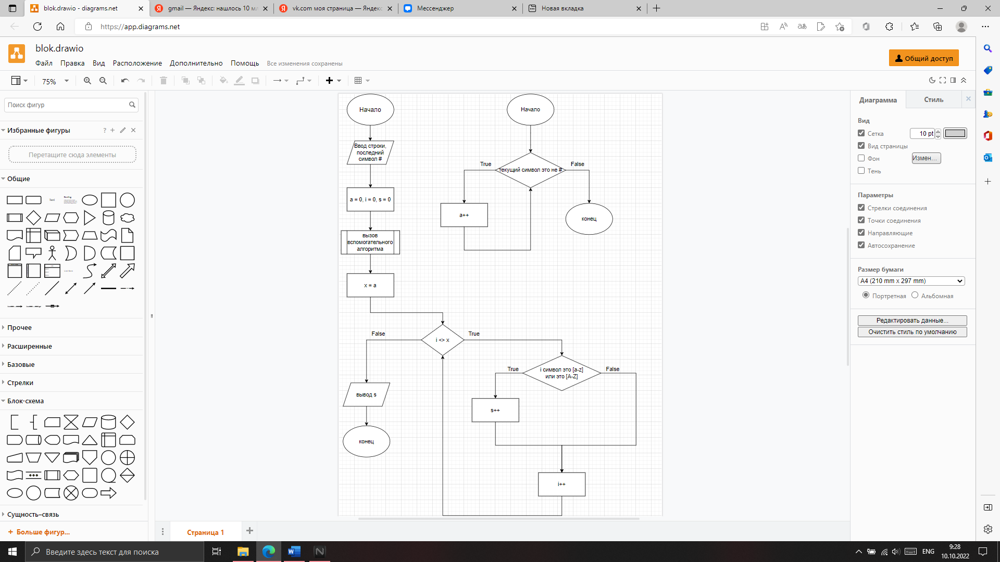 blok.drawio - diagrams.net
gmail — Яндекс: нашлось 10 мл
vk.com моя страница — Яндекс
Мессенджер
Новая вкладка
https://app.diagrams.net
blok.drawio
Файл Правка Вид Расположение Дополнительно Помощь Все изменения сохранены
Общий доступ
75%
Поиск фигур
Избранные фигуры
Перетащите сюда элементы
Общие
Text
Heading
Прочее
Расширенные
Базовые
Стрелки
Блок-схема
Сущность–связь
+ Больше фигур...
Начало
Ввод строки,
последний
символ #
a = 0, i = 0, s = 0
вызов
вспомогательного
алгоритма
x = a
i <> x
False
True
вывод s
конец
i символ это [a-z]
или это [A-Z]
True
False
s++
i++
Начало
текущий символ это не #
True
False
a++
конец
Диаграмма
Стиль
Вид
Сетка
10 pt
Вид страницы
Фон
Измен...
Тень
Параметры
Стрелки соединения
Точки соединения
Направляющие
Автосохранение
Размер бумаги
A4 (210 mm x 297 mm)
Портретная
Альбомная
Редактировать данные...
Очистить стиль по умолчанию
Страница 1
Введите здесь текст для поиска
ENG
9:28
10.10.2022